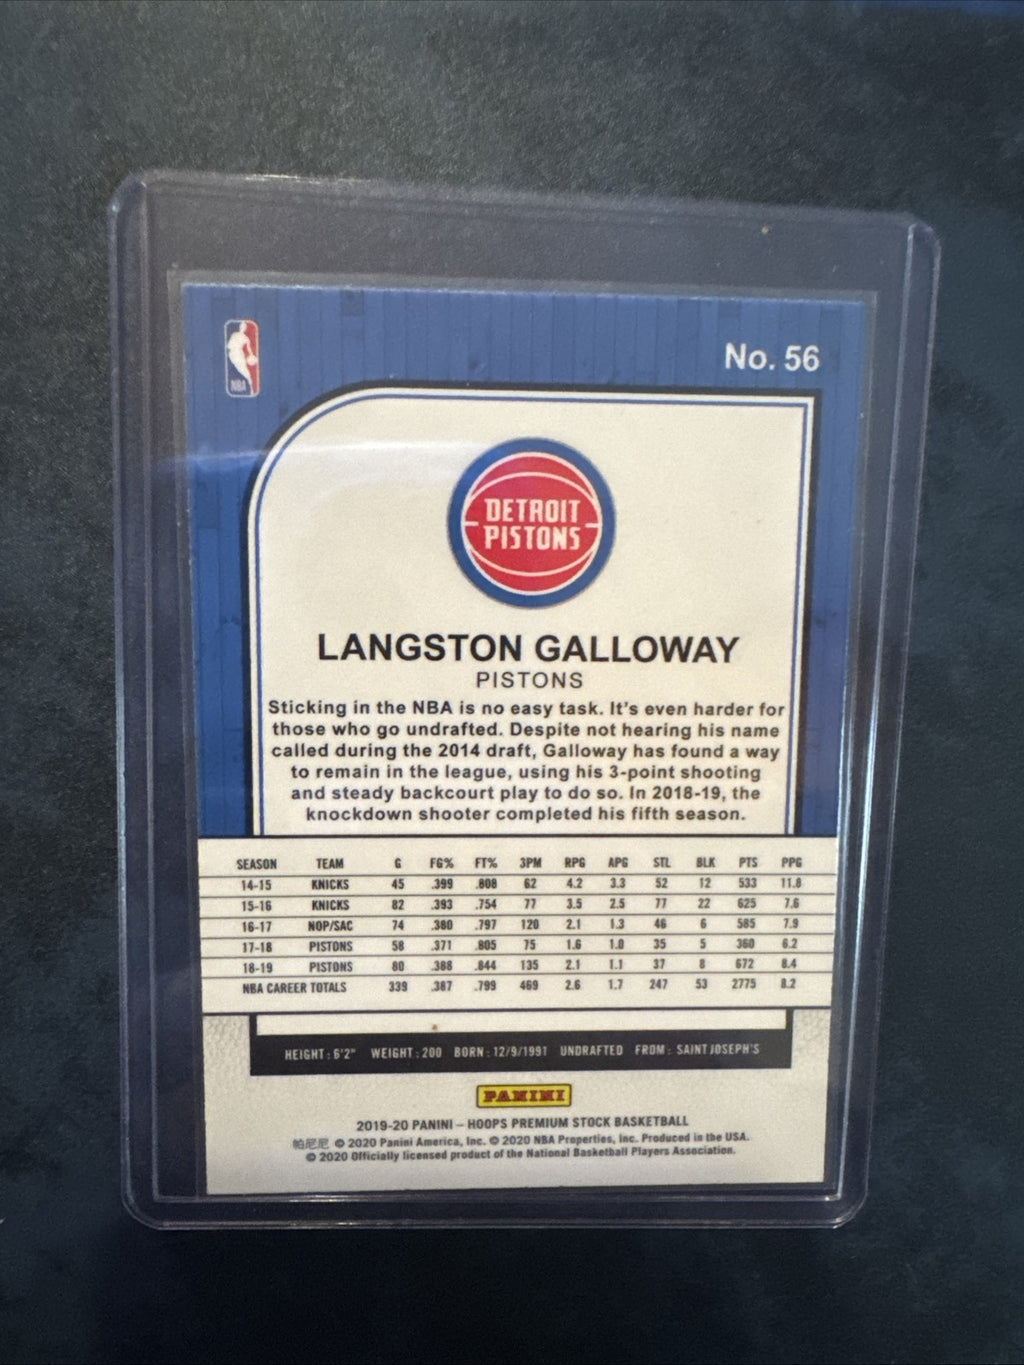 NBA
No. 56
DETROIT
PISTONS
LANGSTON GALLOWAY
PISTONS
Sticking in the NBA is no easy task. It's even harder for
those who go undrafted. Despite not hearing his name
called during the 2014 draft, Galloway has found a way
to remain in the league, using his 3-point shooting
and steady backcourt play to do so. In 2018-19, the
knockdown shooter completed his fifth season.
SEASON TEAM G FG% FT% 3PM RPG APG STL BLK PTS PPG
14-15 KNICKS 45 .399 .808 62 4.2 3.3 52 12 533 11.8
15-16 KNICKS 82 .393 .754 77 3.5 2.5 77 22 625 7.6
16-17 NOP/SAC 74 .380 .797 120 2.1 1.3 46 6 585 7.9
17-18 PISTONS 58 .371 .805 75 1.6 1.0 35 5 360 6.2
18-19 PISTONS 80 .388 .844 135 2.1 1.1 37 8 672 8.4
NBA CAREER TOTALS 339 .387 .799 469 2.6 1.7 247 53 2775 8.2
HEIGHT: 6'2" WEIGHT: 200 BORN: 12/9/1991 UNDRAFTED FROM: SAINT JOSEPH'S
PANINI
2019-20 PANINI – HOOPS PREMIUM STOCK BASKETBALL
帕尼尼 © 2020 Panini America, Inc. © 2020 NBA Properties, Inc. Produced in the USA.
© 2020 Officially licensed product of the National Basketball Players Association.